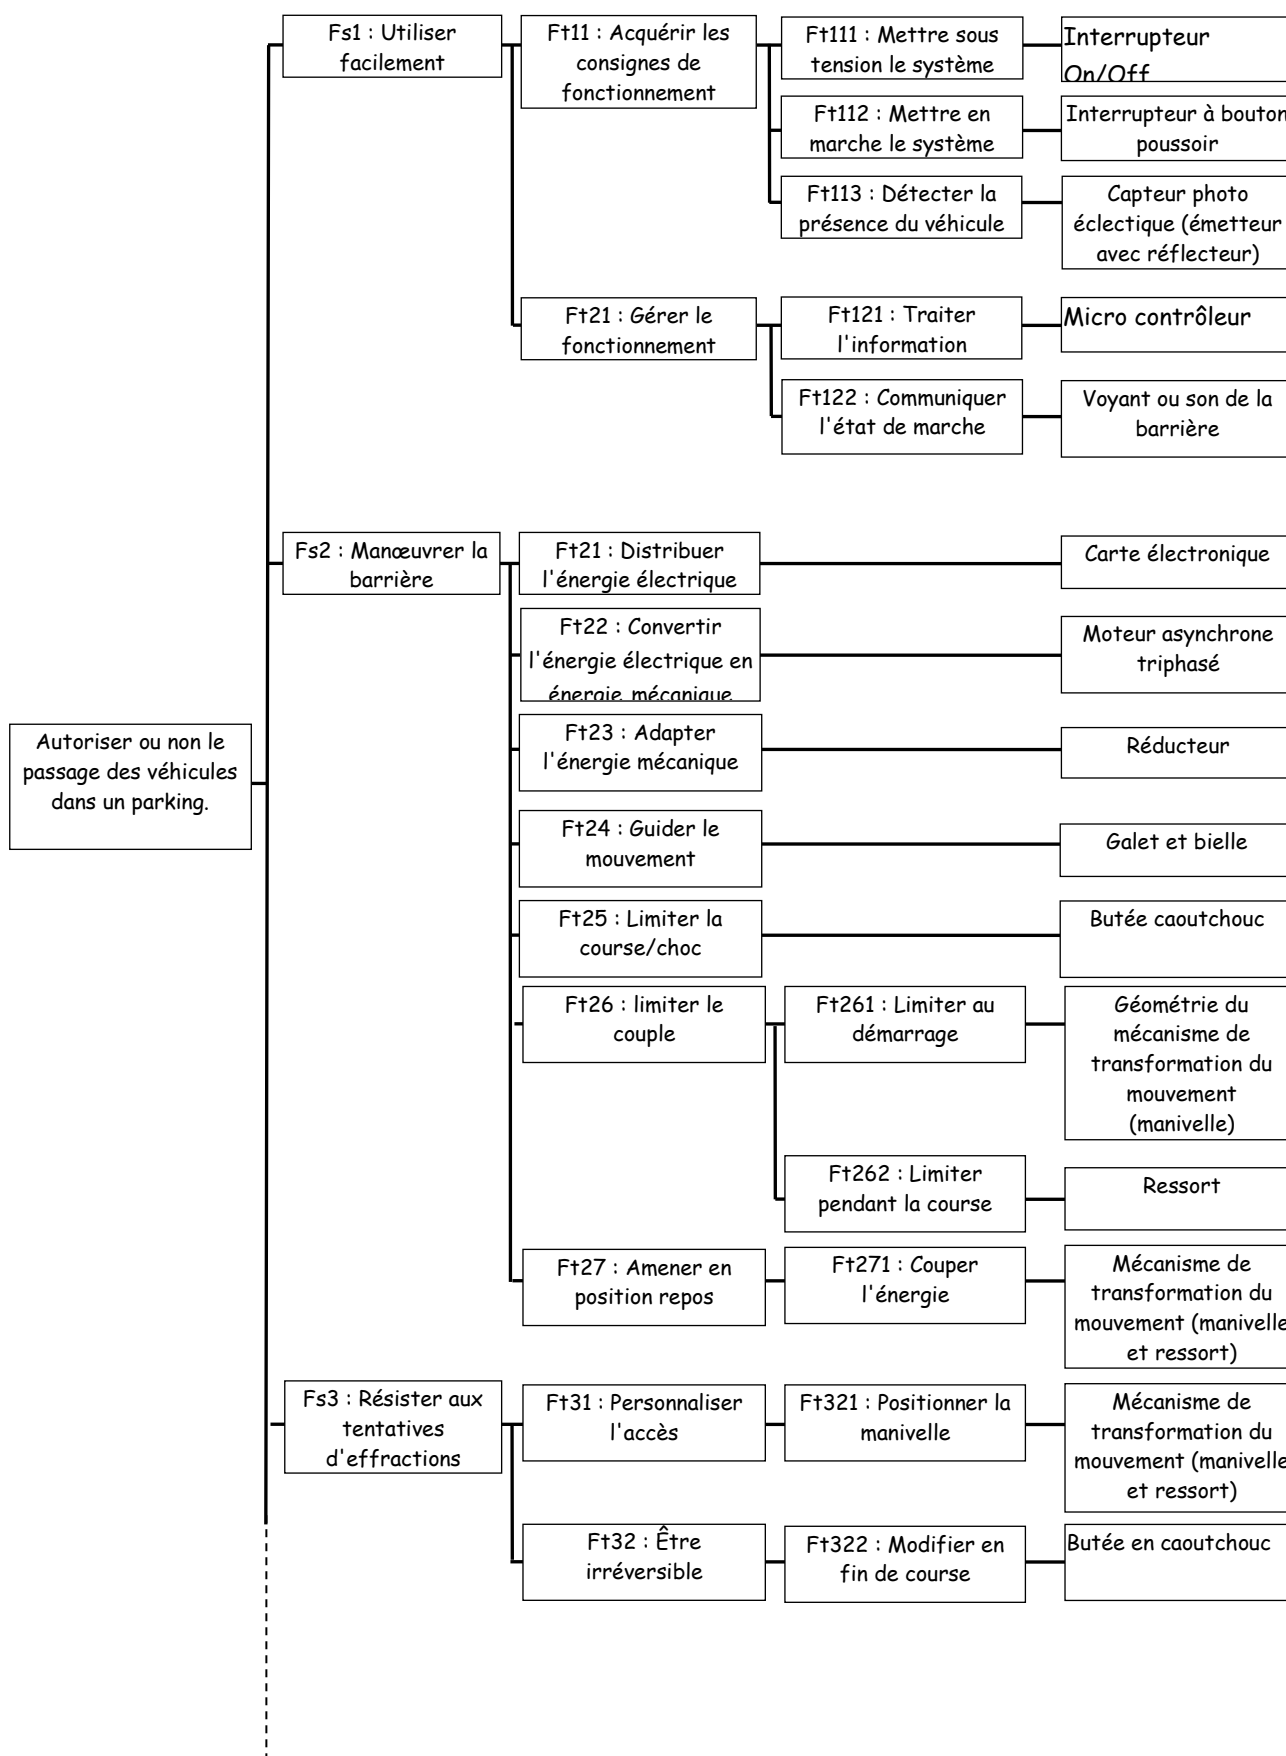 Fs1 : Utiliser
facilement
Ft11 : Acquérir les
consignes de
fonctionnement
Ft111 : Mettre sous
tension le système
Interrupteur
On/Off
Ft112 : Mettre en
marche le système
Interrupteur à bouton
poussoir
Ft113 : Détecter la
présence du véhicule
Capteur photo
éclectique (émetteur
avec réflecteur)
Ft21 : Gérer le
fonctionnement
Ft121 : Traiter
l'information
Micro contrôleur
Ft122 : Communiquer
l'état de marche
Voyant ou son de la
barrière
Fs2 : Manœuvrer la
barrière
Ft21 : Distribuer
l'énergie électrique
Carte électronique
Ft22 : Convertir
l'énergie électrique en
énergie mécanique
Moteur asynchrone
triphasé
Autoriser ou non le
passage des véhicules
dans un parking.
Ft23 : Adapter
l'énergie mécanique
Réducteur
Ft24 : Guider le
mouvement
Galet et bielle
Ft25 : Limiter la
course/choc
Butée caoutchouc
Ft26 : limiter le
couple
Ft261 : Limiter au
démarrage
Géométrie du
mécanisme de
transformation du
mouvement
(manivelle)
Ft262 : Limiter
pendant la course
Ressort
Ft27 : Amener en
position repos
Ft271 : Couper
l'énergie
Mécanisme de
transformation du
mouvement (manivelle
et ressort)
Fs3 : Résister aux
tentatives
d'effractions
Ft31 : Personnaliser
l'accès
Ft321 : Positionner la
manivelle
Mécanisme de
transformation du
mouvement (manivelle
et ressort)
Ft32 : Être
irréversible
Ft322 : Modifier en
fin de course
Butée en caoutchouc